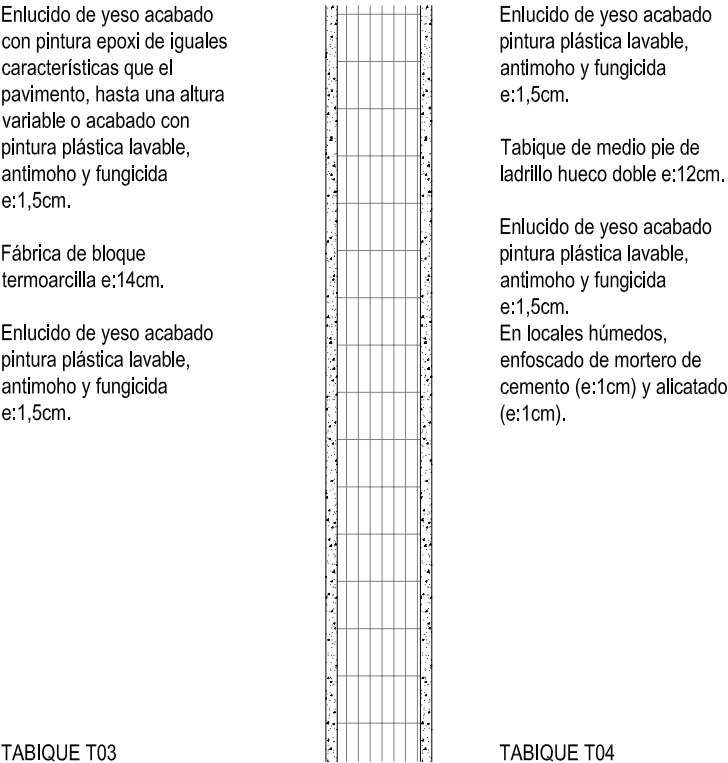 Enlucido de yeso acabado
con pintura epoxi de iguales
características que el
pavimento, hasta una altura
variable o acabado con
pintura plástica lavable,
antimoho y fungicida
e:1,5cm.
Fábrica de bloque
termoarcilla e:14cm.
Enlucido de yeso acabado
pintura plástica lavable,
antimoho y fungicida
e:1,5cm.
TABIQUE T03
Enlucido de yeso acabado
pintura plástica lavable,
antimoho y fungicida
e:1,5cm.
Tabique de medio pie de
ladrillo hueco doble e:12cm.
Enlucido de yeso acabado
pintura plástica lavable,
antimoho y fungicida
e:1,5cm.
En locales húmedos,
enfoscado de mortero de
cemento (e:1cm) y alicatado
(e:1cm).
TABIQUE T04